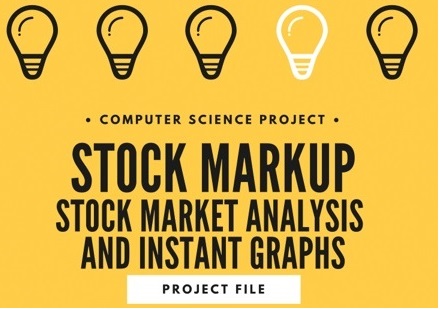 • COMPUTER SCIENCE PROJECT •
STOCK MARKUP
STOCK MARKET ANALYSIS
AND INSTANT GRAPHS
PROJECT FILE